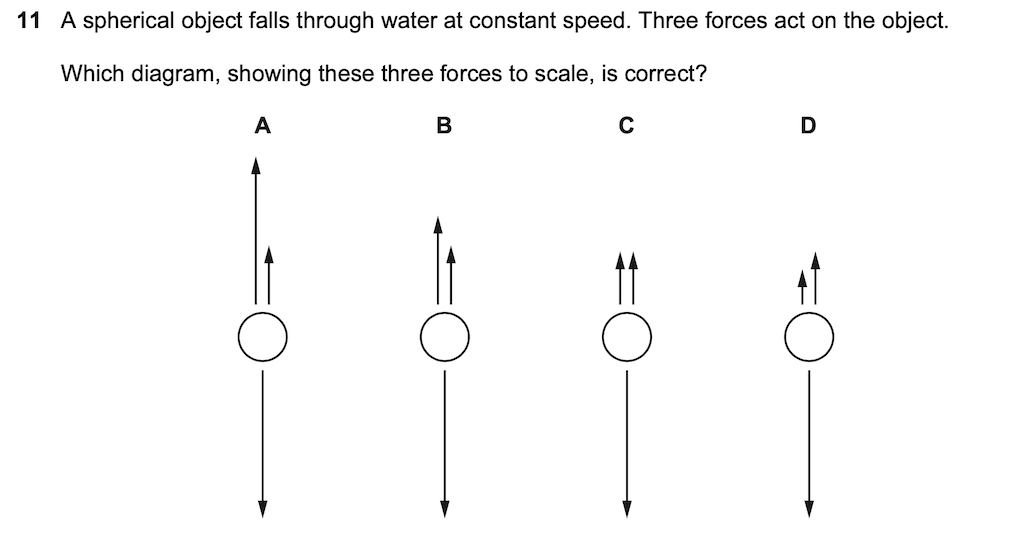 11 A spherical object falls through water at constant speed. Three forces act on the object.
Which diagram, showing these three forces to scale, is correct?
A B C D